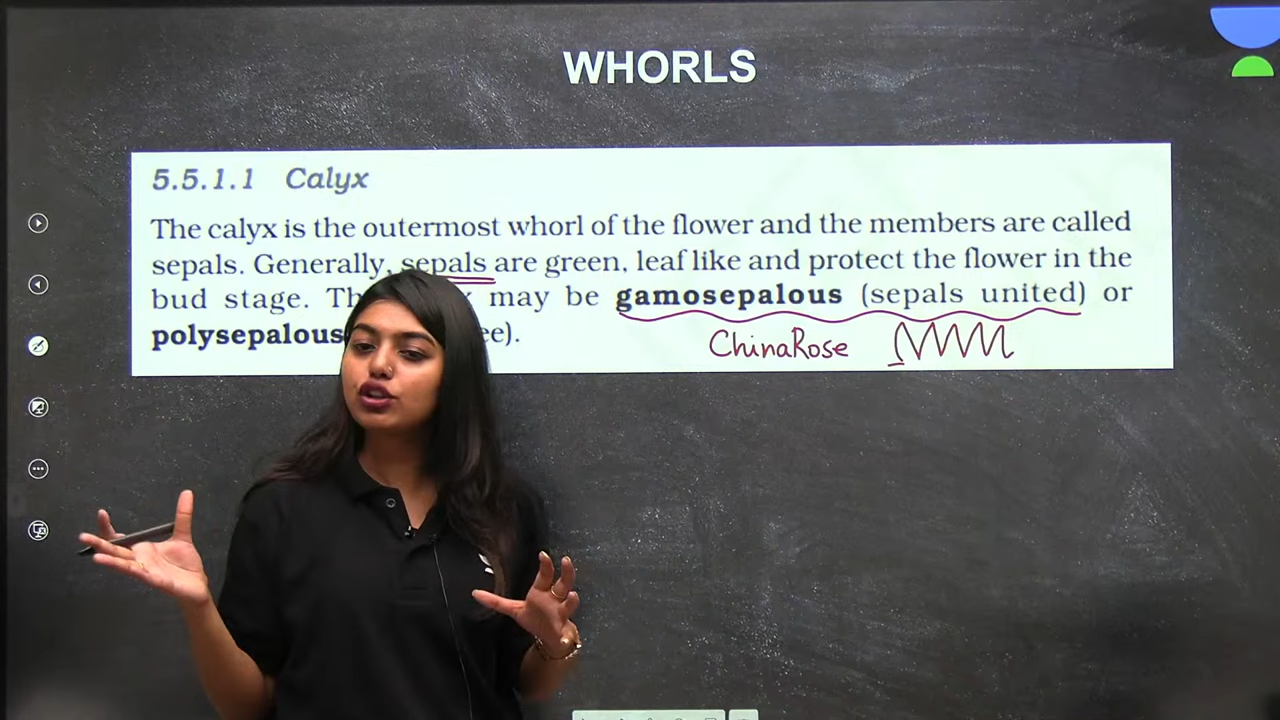 WHORLS
5.5.1.1 Calyx
The calyx is the outermost whorl of the flower and the members are called
sepals. Generally, sepals are green, leaf like and protect the flower in the
bud stage. Th may be gamosepalous (sepals united) or
polysepalous ee).
ChinaRose